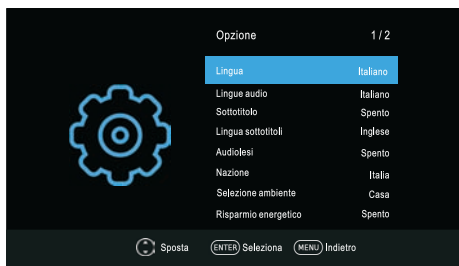 Opzione 1 / 2
Lingua Italiano
Lingue audio Italiano
Sottotitolo Spento
Lingua sottotitoli Inglese
Audiolesi Spento
Nazione Italia
Selezione ambiente Casa
Risparmio energetico Spento
Sposta ENTER Seleziona MENU Indietro